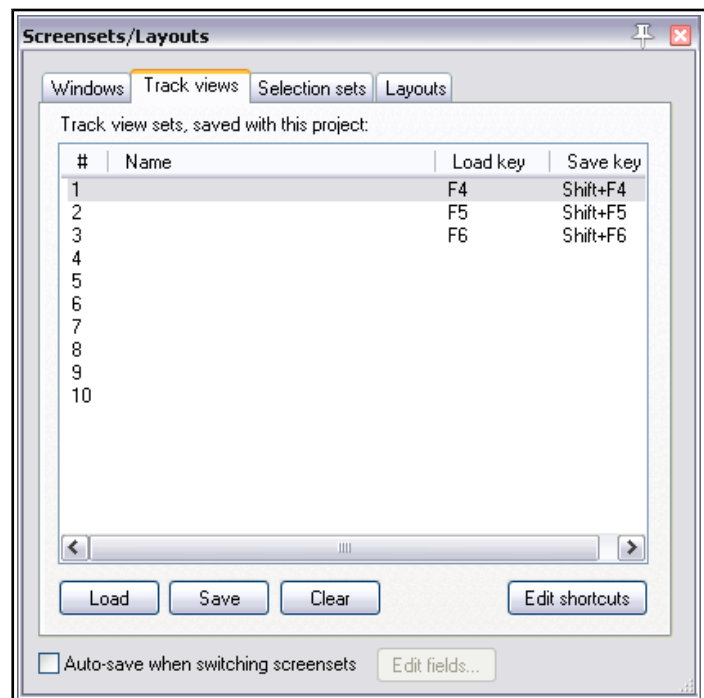 Screensets/Layouts
Windows Track views Selection sets Layouts
Track view sets, saved with this project:
# Name Load key Save key
1 F4 Shift+F4
2 F5 Shift+F5
3 F6 Shift+F6
4
5
6
7
8
9
10
Load Save Clear Edit shortcuts
Auto-save when switching screensets Edit fields...